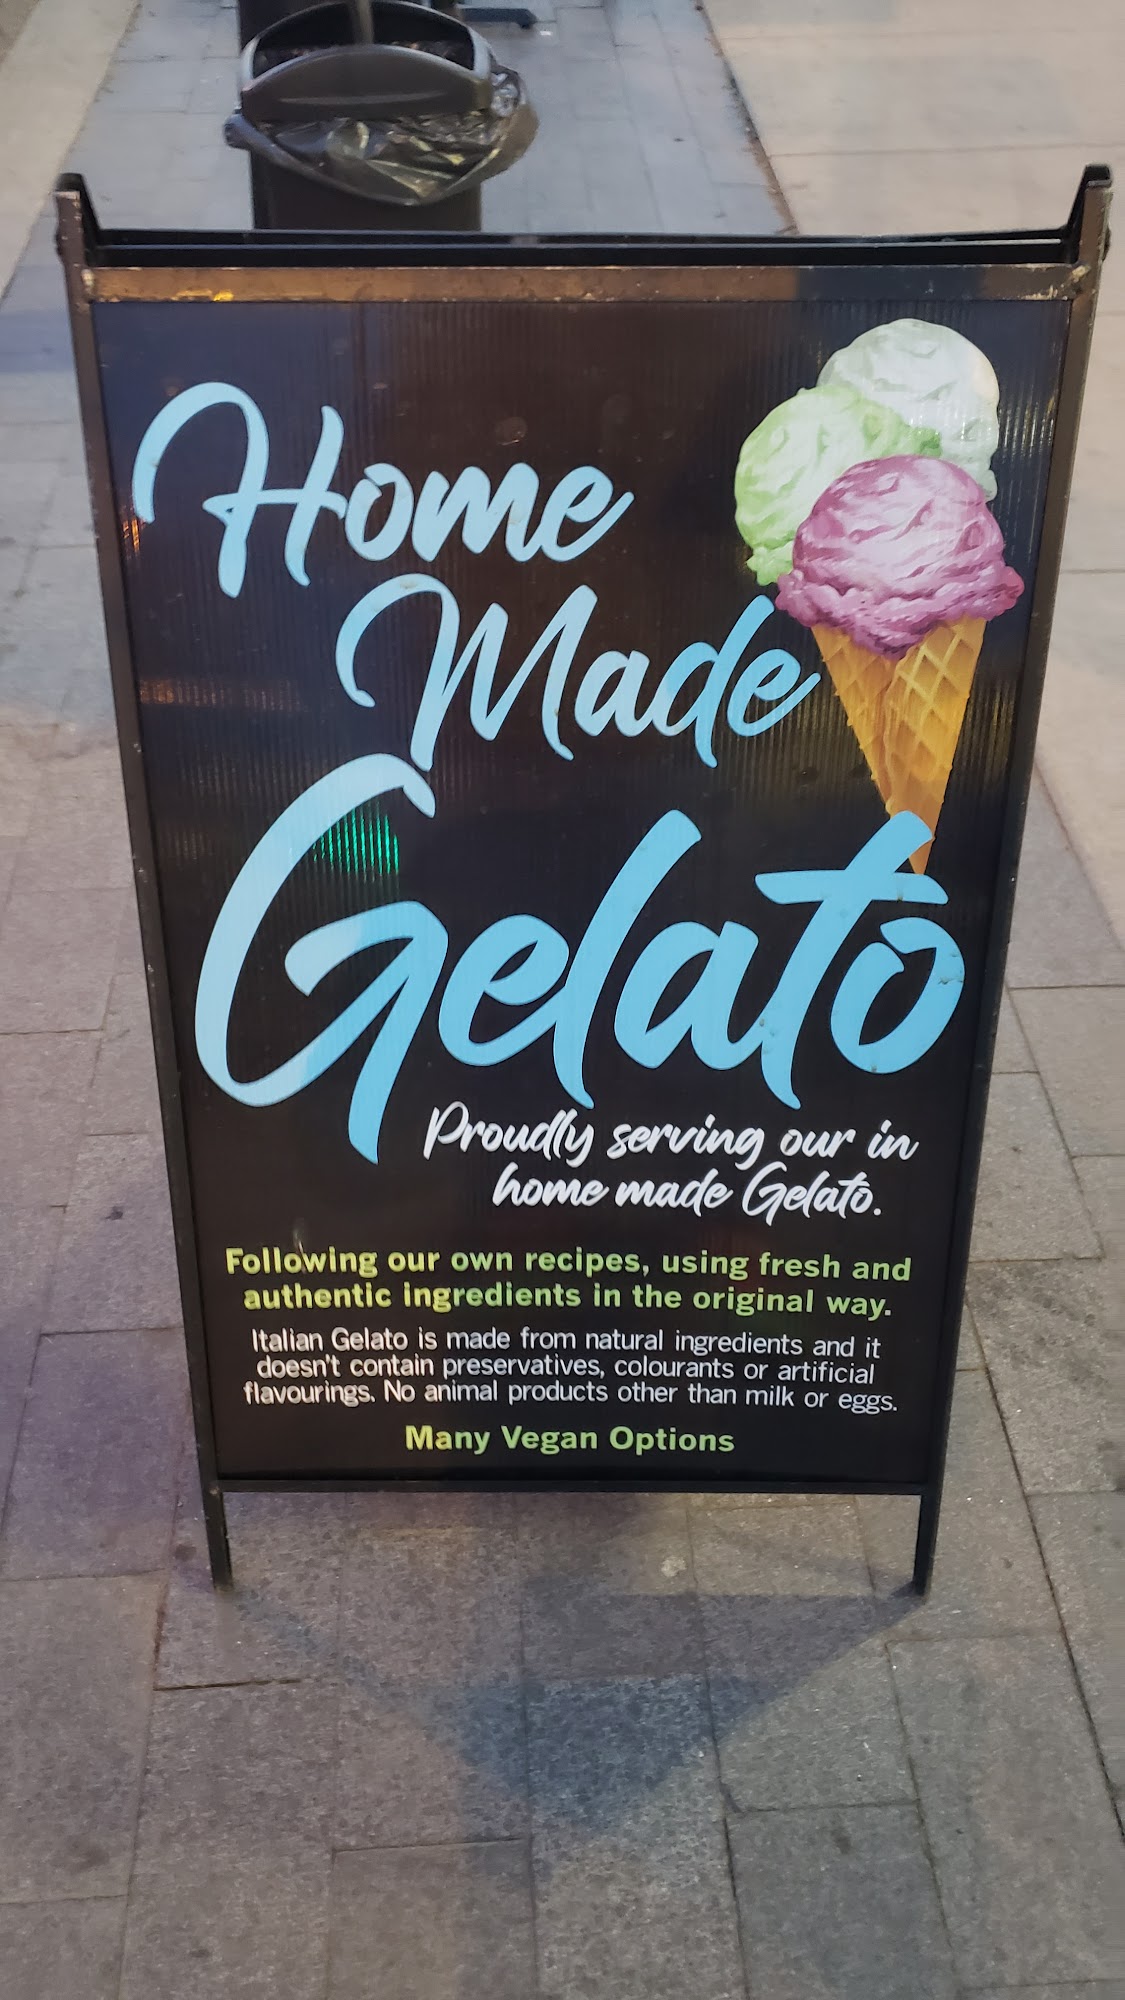 Home
Made
Gelato
Proudly serving our in
home made Gelato.
Following our own recipes, using fresh and
authentic ingredients in the original way.
Italian Gelato is made from natural ingredients and it
doesn't contain preservatives, colourants or artificial
flavourings. No animal products other than milk or eggs.
Many Vegan Options